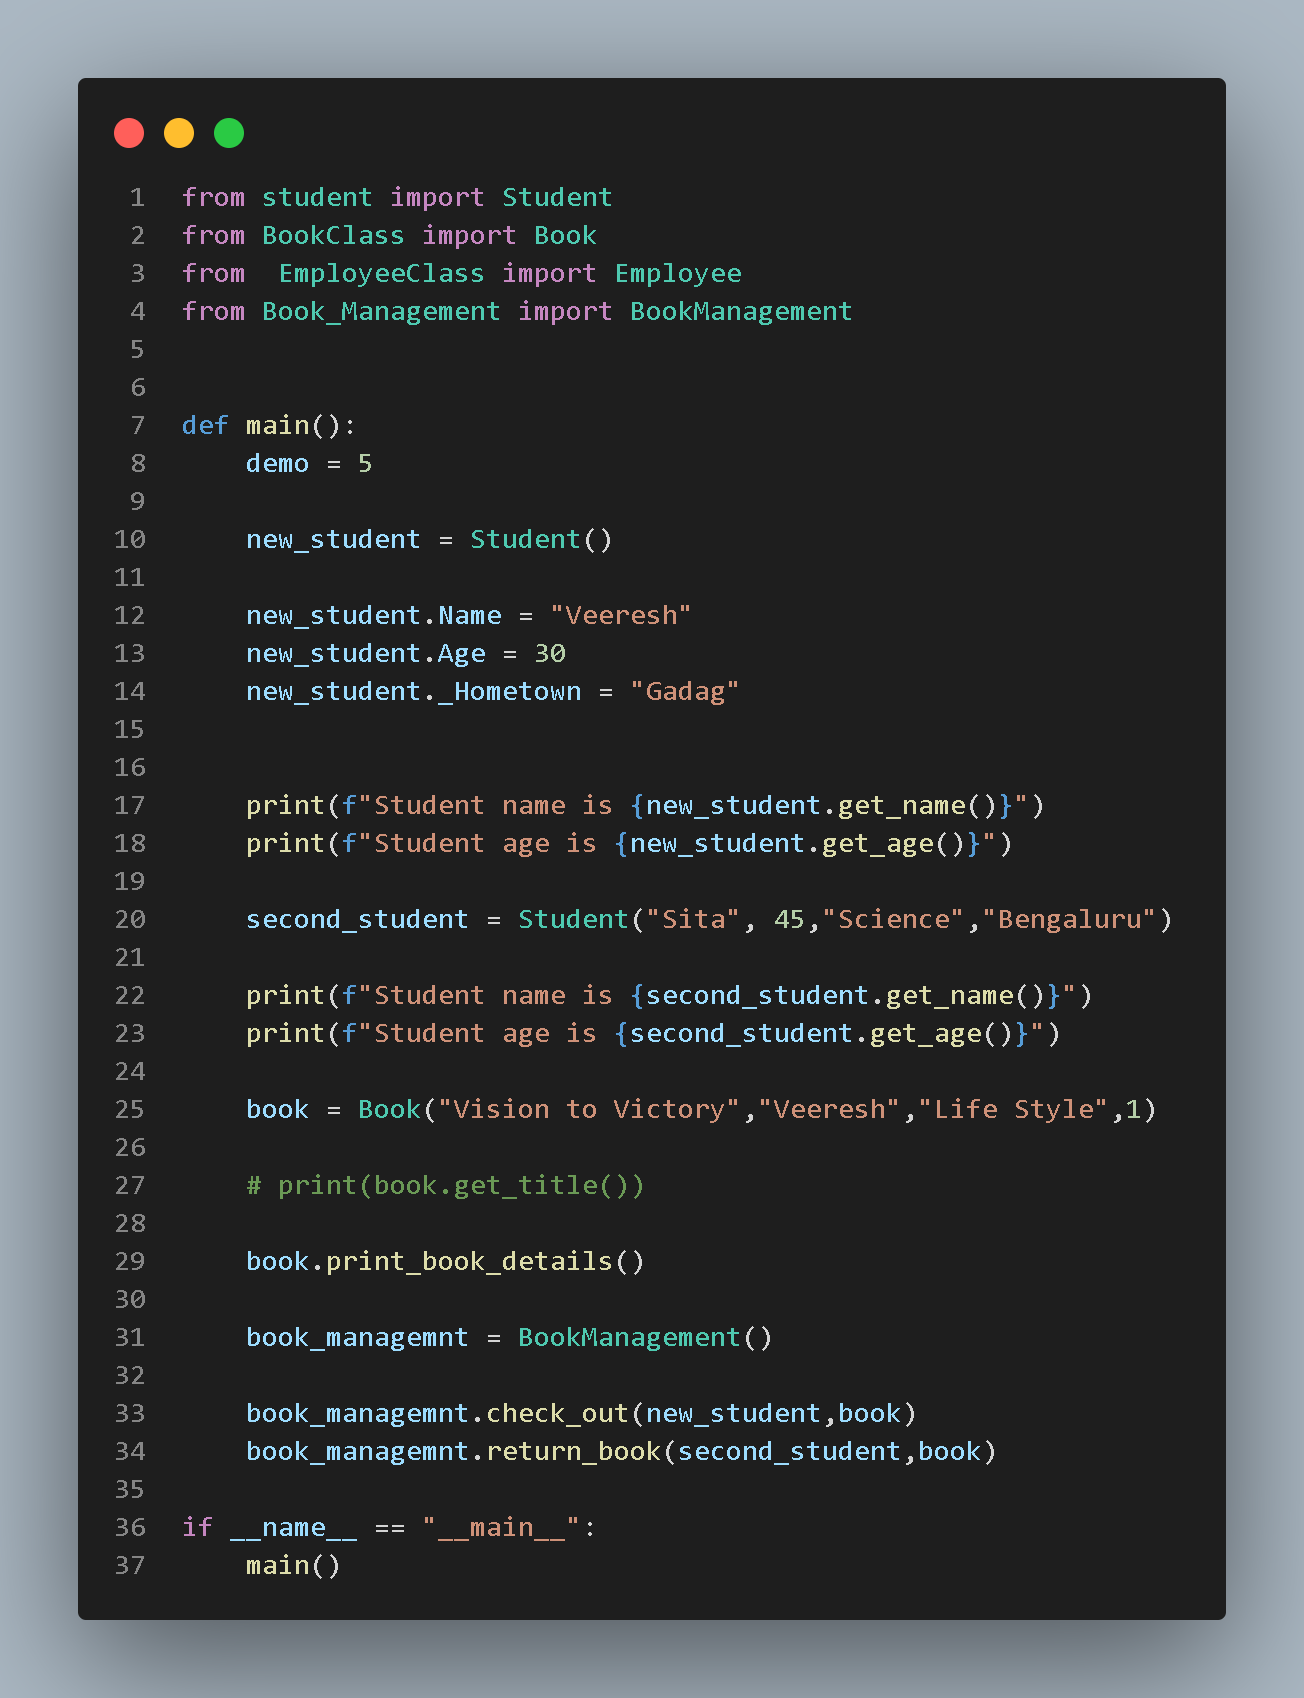 1 from student import Student
2 from BookClass import Book
3 from  EmployeeClass import Employee
4 from Book_Management import BookManagement
5
6
7 def main():
8     demo = 5
9
10     new_student = Student()
11
12     new_student.Name = "Veeresh"
13     new_student.Age = 30
14     new_student._Hometown = "Gadag"
15
16
17     print(f"Student name is {new_student.get_name()}")
18     print(f"Student age is {new_student.get_age()}")
19
20     second_student = Student("Sita", 45,"Science","Bengaluru")
21
22     print(f"Student name is {second_student.get_name()}")
23     print(f"Student age is {second_student.get_age()}")
24
25     book = Book("Vision to Victory","Veeresh","Life Style",1)
26
27     # print(book.get_title())
28
29     book.print_book_details()
30
31     book_managemnt = BookManagement()
32
33     book_managemnt.check_out(new_student,book)
34     book_managemnt.return_book(second_student,book)
35
36 if __name__ == "__main__":
37     main()